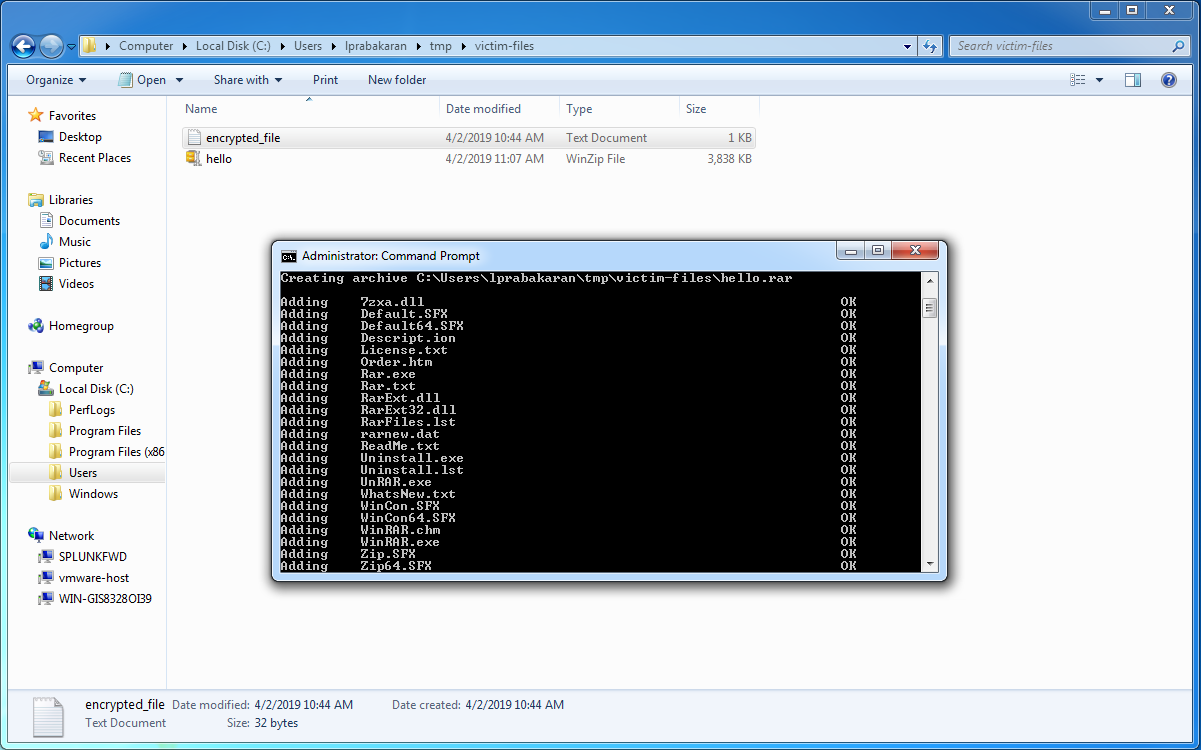 Computer Local Disk (C:) Users lprabakaran tmp victim-files
Search victim-files
Organize Open Share with Print New folder
Favorites
Desktop
Recent Places
Libraries
Documents
Music
Pictures
Videos
Homegroup
Computer
Local Disk (C:)
PerfLogs
Program Files
Program Files (x86
Users
Windows
Network
SPLUNKFWD
vmware-host
WIN-GIS8328OI39
Name Date modified Type Size
encrypted_file 4/2/2019 10:44 AM Text Document 1 KB
hello 4/2/2019 11:07 AM WinZip File 3,838 KB
Administrator: Command Prompt
Creating archive C:\Users\lprabakaran\tmp\victim-files\hello.rar
Adding 7zxa.dll OK
Adding Default.SFX OK
Adding Default64.SFX OK
Adding Descript.ion OK
Adding License.txt OK
Adding Order.htm OK
Adding Rar.exe OK
Adding Rar.txt OK
Adding RarExt.dll OK
Adding RarExt32.dll OK
Adding RarFiles.lst OK
Adding rarnew.dat OK
Adding ReadMe.txt OK
Adding Uninstall.exe OK
Adding Uninstall.lst OK
Adding UnRAR.exe OK
Adding WhatsNew.txt OK
Adding WinCon.SFX OK
Adding WinCon64.SFX OK
Adding WinRAR.chm OK
Adding WinRAR.exe OK
Adding Zip.SFX OK
Adding Zip64.SFX OK
encrypted_file Date modified: 4/2/2019 10:44 AM Date created: 4/2/2019 10:44 AM
Text Document Size: 32 bytes